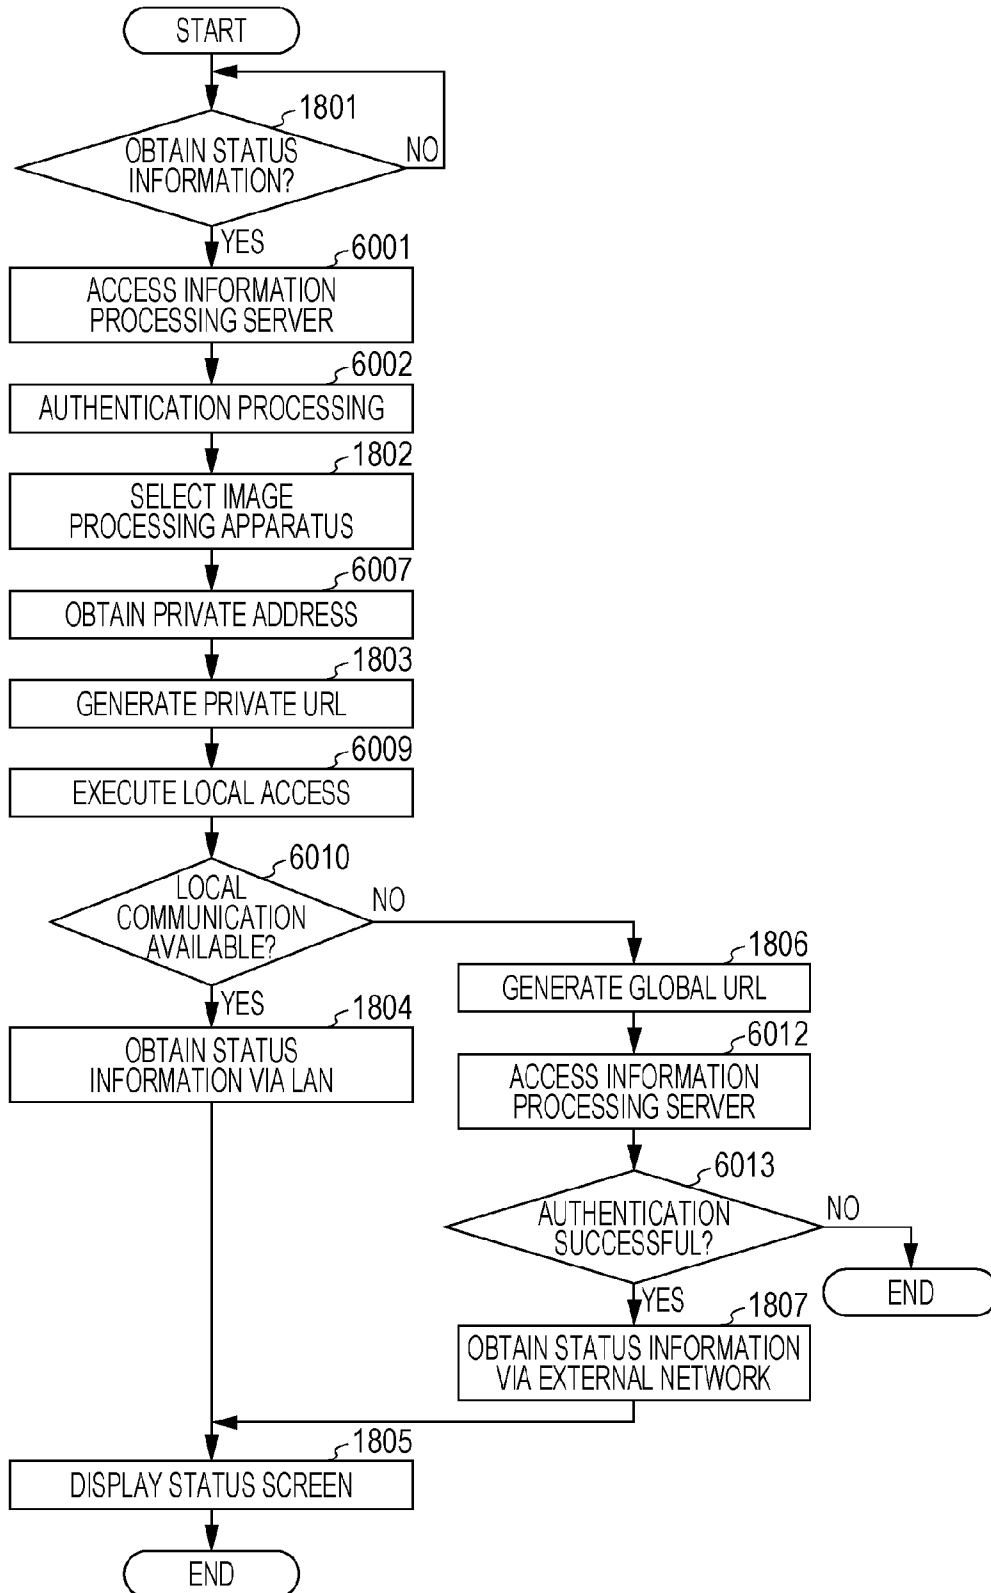 START
1801
OBTAIN STATUS
INFORMATION?
NO
YES
6001
ACCESS INFORMATION
PROCESSING SERVER
6002
AUTHENTICATION PROCESSING
1802
SELECT IMAGE
PROCESSING APPARATUS
6007
OBTAIN PRIVATE ADDRESS
1803
GENERATE PRIVATE URL
6009
EXECUTE LOCAL ACCESS
6010
LOCAL
COMMUNICATION
AVAILABLE?
NO
YES
1804
OBTAIN STATUS
INFORMATION VIA LAN
1806
GENERATE GLOBAL URL
6012
ACCESS INFORMATION
PROCESSING SERVER
6013
AUTHENTICATION
SUCCESSFUL?
NO
END
YES
1807
OBTAIN STATUS INFORMATION
VIA EXTERNAL NETWORK
1805
DISPLAY STATUS SCREEN
END